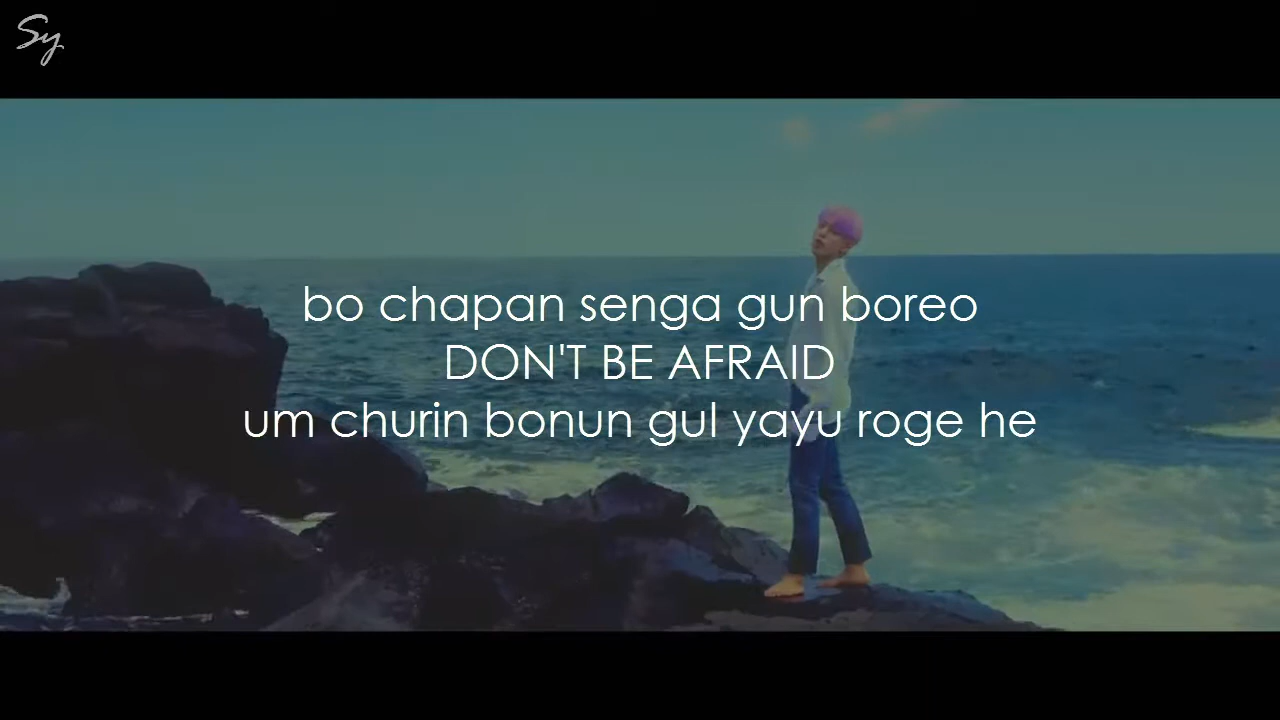 Sy
bo chapan senga gun boreo
DON'T BE AFRAID
um churin bonun gul yayu roge he